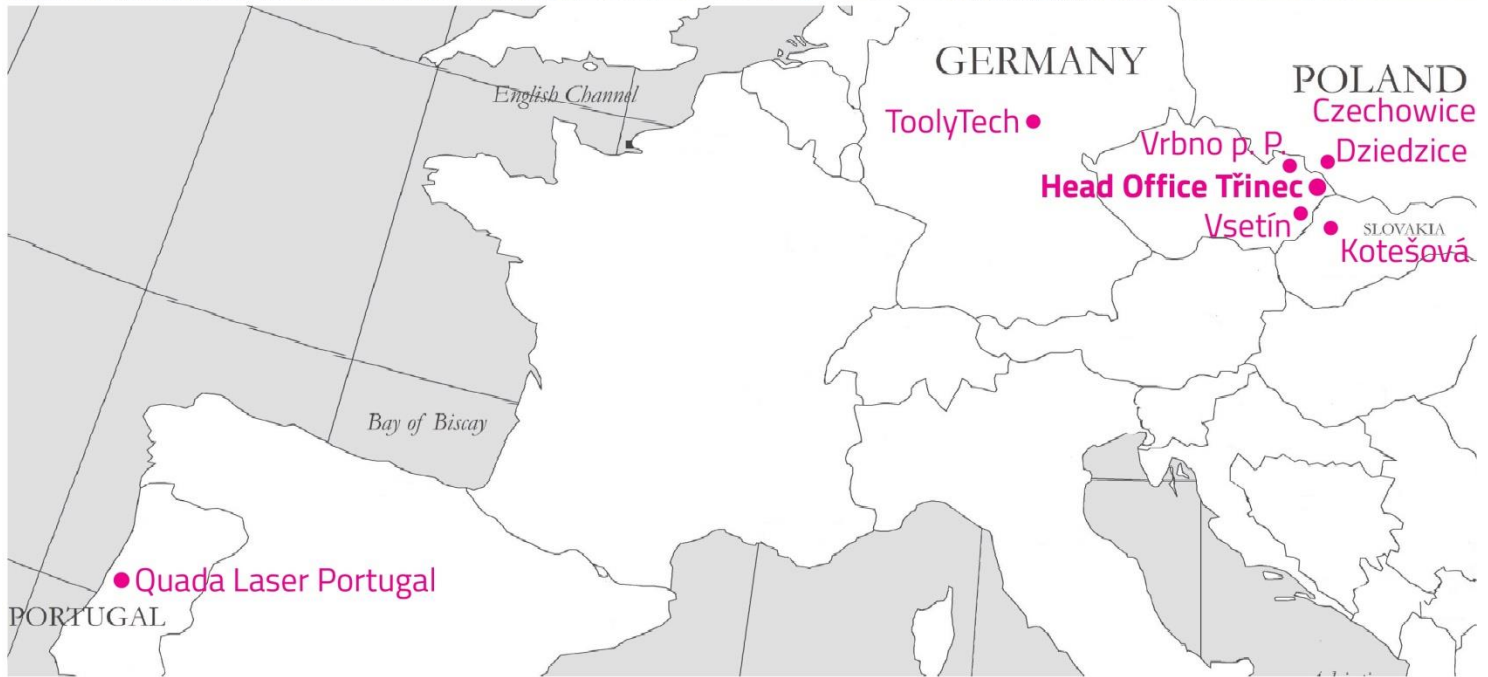 GERMANY
POLAND
English Channel
ToolyTech
Czechowice
Dziedzice
Vrbno p. P.
Head Office Třinec
Vsetín
SLOVAKIA
Kotešová
Bay of Biscay
Quada Laser Portugal
PORTUGAL